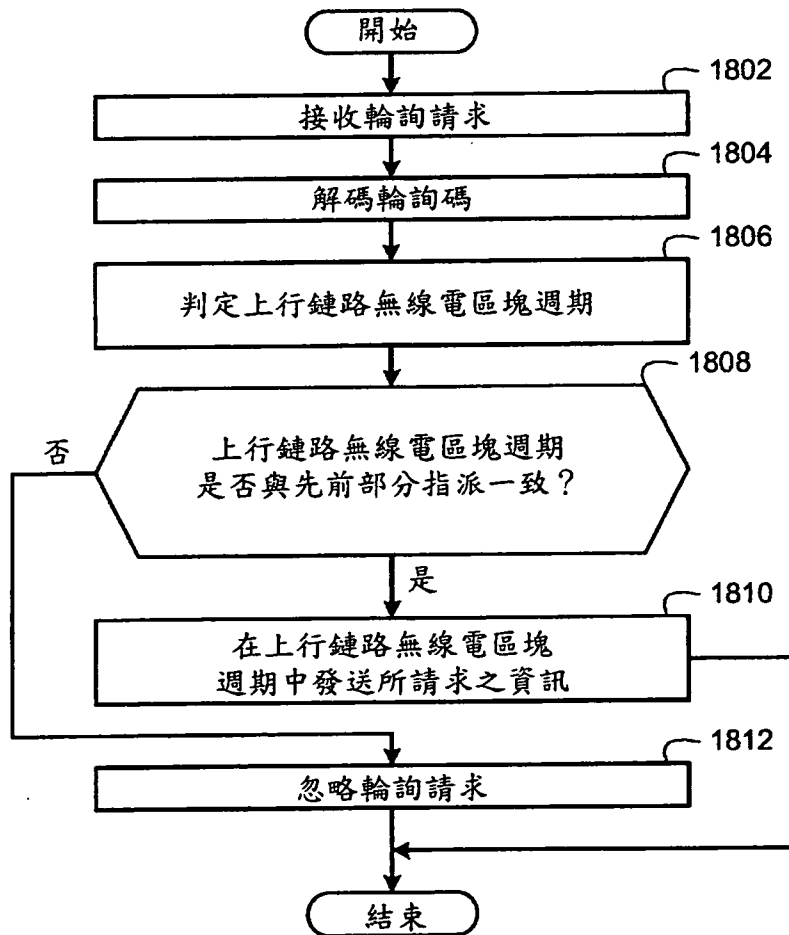 開始
1802
接收輪詢請求
1804
解碼輪詢碼
1806
判定上行鏈路無線電區塊週期
1808
否
上行鏈路無線電區塊週期
是否與先前部分指派一致？
是
1810
在上行鏈路無線電區塊
週期中發送所請求之資訊
1812
忽略輪詢請求
結束